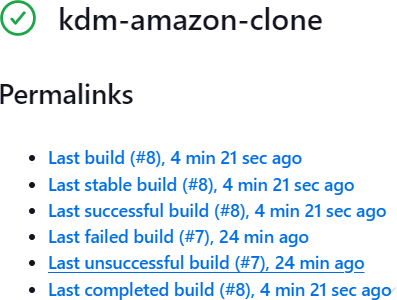 kdm-amazon-clone
Permalinks
Last build (#8), 4 min 21 sec ago
Last stable build (#8), 4 min 21 sec ago
Last successful build (#8), 4 min 21 sec ago
Last failed build (#7), 24 min ago
Last unsuccessful build (#7), 24 min ago
Last completed build (#8), 4 min 21 sec ago